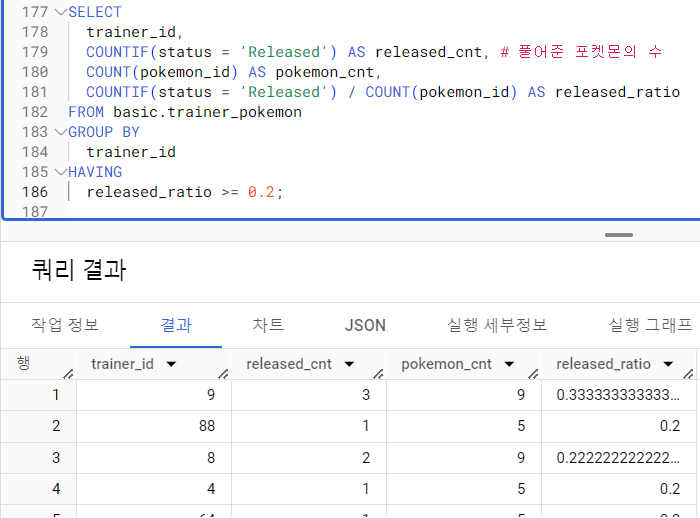 177 SELECT
178 trainer_id,
179 COUNTIF(status = 'Released') AS released_cnt, # 풀어준 포켓몬의 수
180 COUNT(pokemon_id) AS pokemon_cnt,
181 COUNTIF(status = 'Released') / COUNT(pokemon_id) AS released_ratio
182 FROM basic.trainer_pokemon
183 GROUP BY
184 trainer_id
185 HAVING
186 released_ratio >= 0.2;
187
쿼리 결과
작업 정보 결과 차트 JSON 실행 세부정보 실행 그래프
행 trainer_id released_cnt pokemon_cnt released_ratio
1 9 3 9 0.333333333333...
2 88 1 5 0.2
3 8 2 9 0.222222222222...
4 4 1 5 0.2